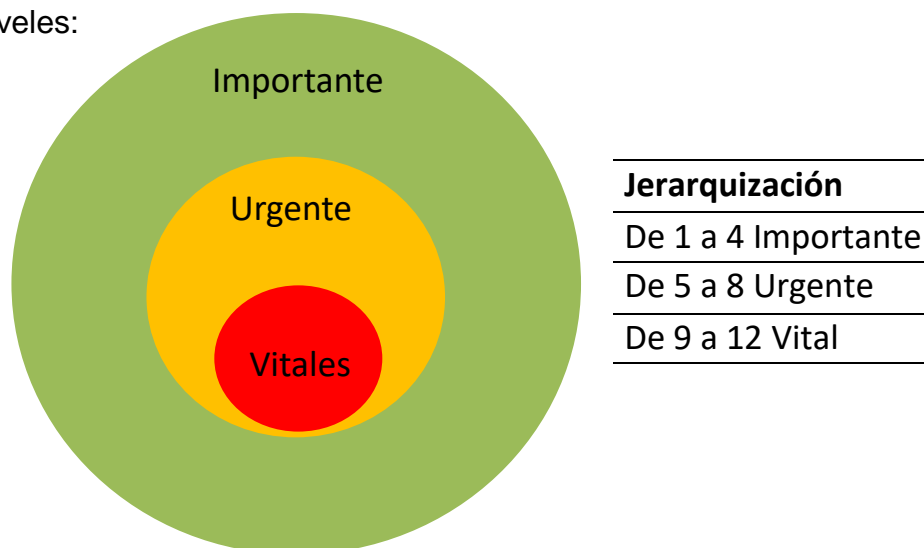 veles:
Importante
Urgente
Vitales
Jerarquización
De 1 a 4 Importante
De 5 a 8 Urgente
De 9 a 12 Vital